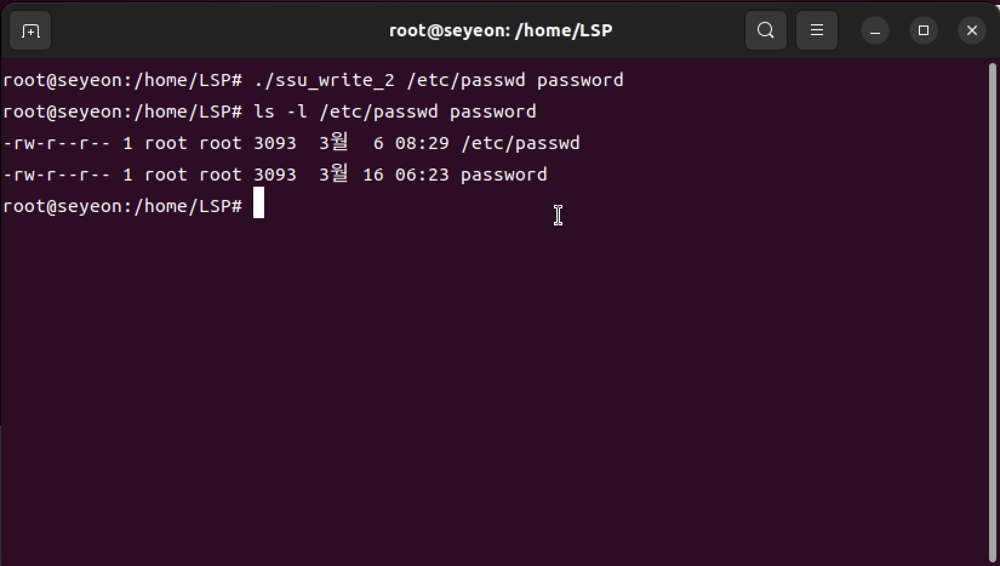 root@seyeon: /home/LSP
root@seyeon:/home/LSP# ./ssu_write_2 /etc/passwd password
root@seyeon:/home/LSP# ls -l /etc/passwd password
-rw-r--r-- 1 root root 3093  3월   6 08:29 /etc/passwd
-rw-r--r-- 1 root root 3093  3월 16 06:23 password
root@seyeon:/home/LSP#